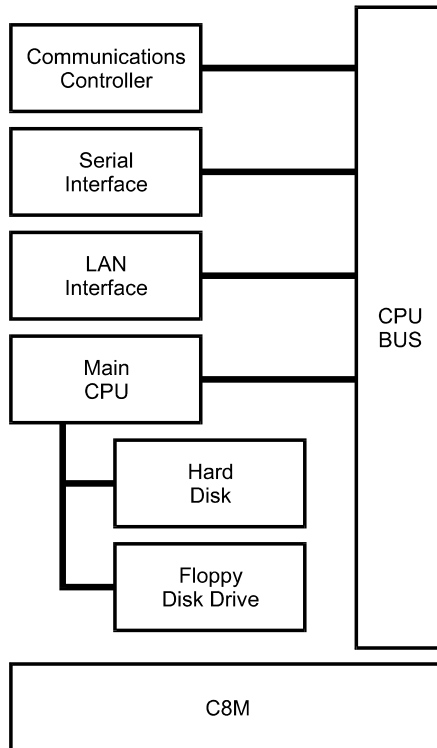 Communications
Controller
Serial
Interface
LAN
Interface
Main
CPU
CPU
BUS
Hard
Disk
Floppy
Disk Drive
C8M